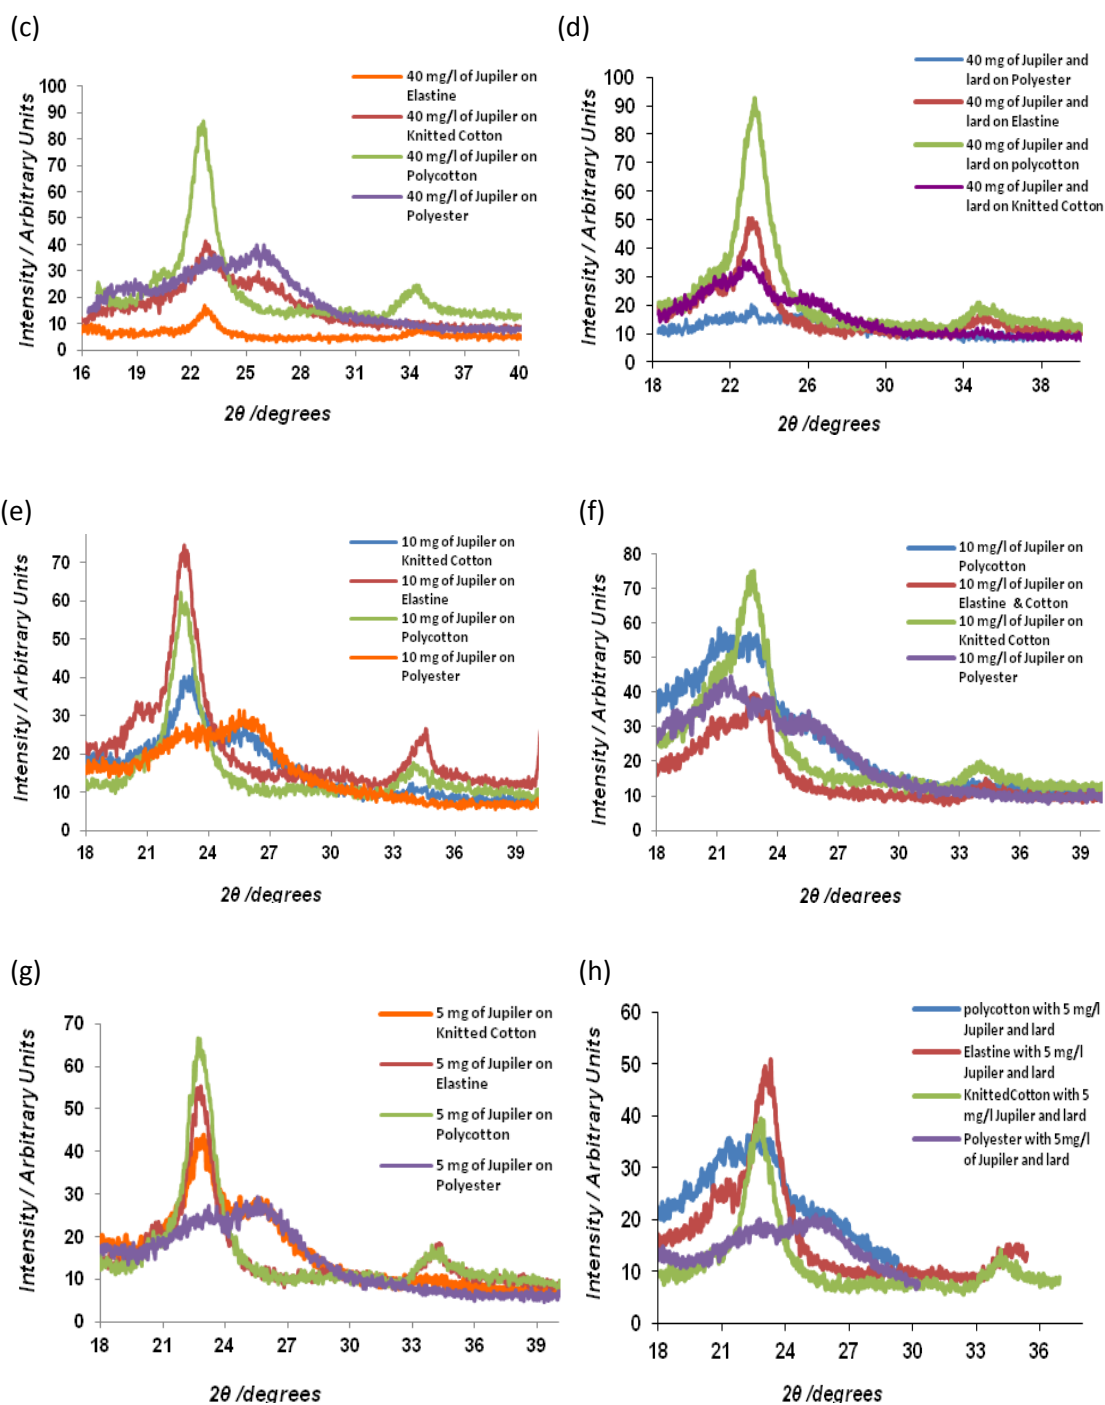 (c)
40 mg/l of Jupiler on
Elastine
40 mg/l of Jupiler on
Knitted Cotton
40 mg/l of Jupiler on
Polycotton
40 mg/l of Jupiler on
Polyester
Intensity / Arbitrary Units
100
90
80
70
60
50
40
30
20
10
0
16 19 22 25 28 31 34 37 40
2θ /degrees
(d)
40 mg of Jupiler and
lard on Polyester
40 mg of Jupiler and
lard on Elastine
40 mg of Jupiler and
lard on polycotton
40 mg of Jupiler and
lard on Knitted Cotton
Intensity / Arbitrary Units
100
90
80
70
60
50
40
30
20
10
0
18 22 26 30 34 38
2θ /degrees
(e)
10 mg of Jupiler on
Knitted Cotton
10 mg of Jupiler on
Elastine
10 mg of Jupiler on
Polycotton
10 mg of Jupiler on
Polyester
Intensity / Arbitrary Units
70
60
50
40
30
20
10
0
18 21 24 27 30 33 36 39
2θ /degrees
(f)
10 mg/l of Jupiler on
Polycotton
10 mg/l of Jupiler on
Elastine & Cotton
10 mg/l of Jupiler on
Knitted Cotton
10 mg/l of Jupiler on
Polyester
Intensity / Arbitrary Units
80
70
60
50
40
30
20
10
0
18 21 24 27 30 33 36 39
2θ /degrees
(g)
5 mg of Jupiler on
Knitted Cotton
5 mg of Jupiler on
Elastine
5 mg of Jupiler on
Polycotton
5 mg of Jupiler on
Polyester
Intensity / Arbitrary Units
70
60
50
40
30
20
10
0
18 21 24 27 30 33 36 39
2θ /degrees
(h)
polycotton with 5 mg/l
Jupiler and lard
Elastine with 5 mg/l
Jupiler and lard
KnittedCotton with 5
mg/l Jupiler and lard
Polyester with 5mg/l
of Jupiler and lard
Intensity / Arbitrary Units
60
50
40
30
20
10
0
18 21 24 27 30 33 36
2θ /degrees